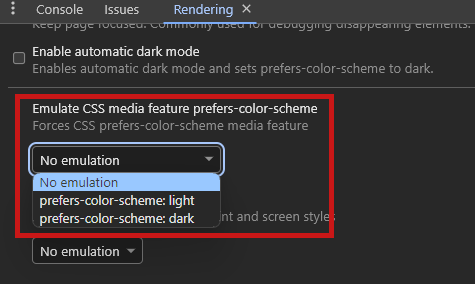 Console Issues Rendering
Keep page focused. Commonly used for debugging disappearing elements.
Enable automatic dark mode
Enables automatic dark mode and sets prefers-color-scheme to dark.
Emulate CSS media feature prefers-color-scheme
Forces CSS prefers-color-scheme media feature
No emulation
No emulation
prefers-color-scheme: light
prefers-color-scheme: dark
and screen styles
No emulation